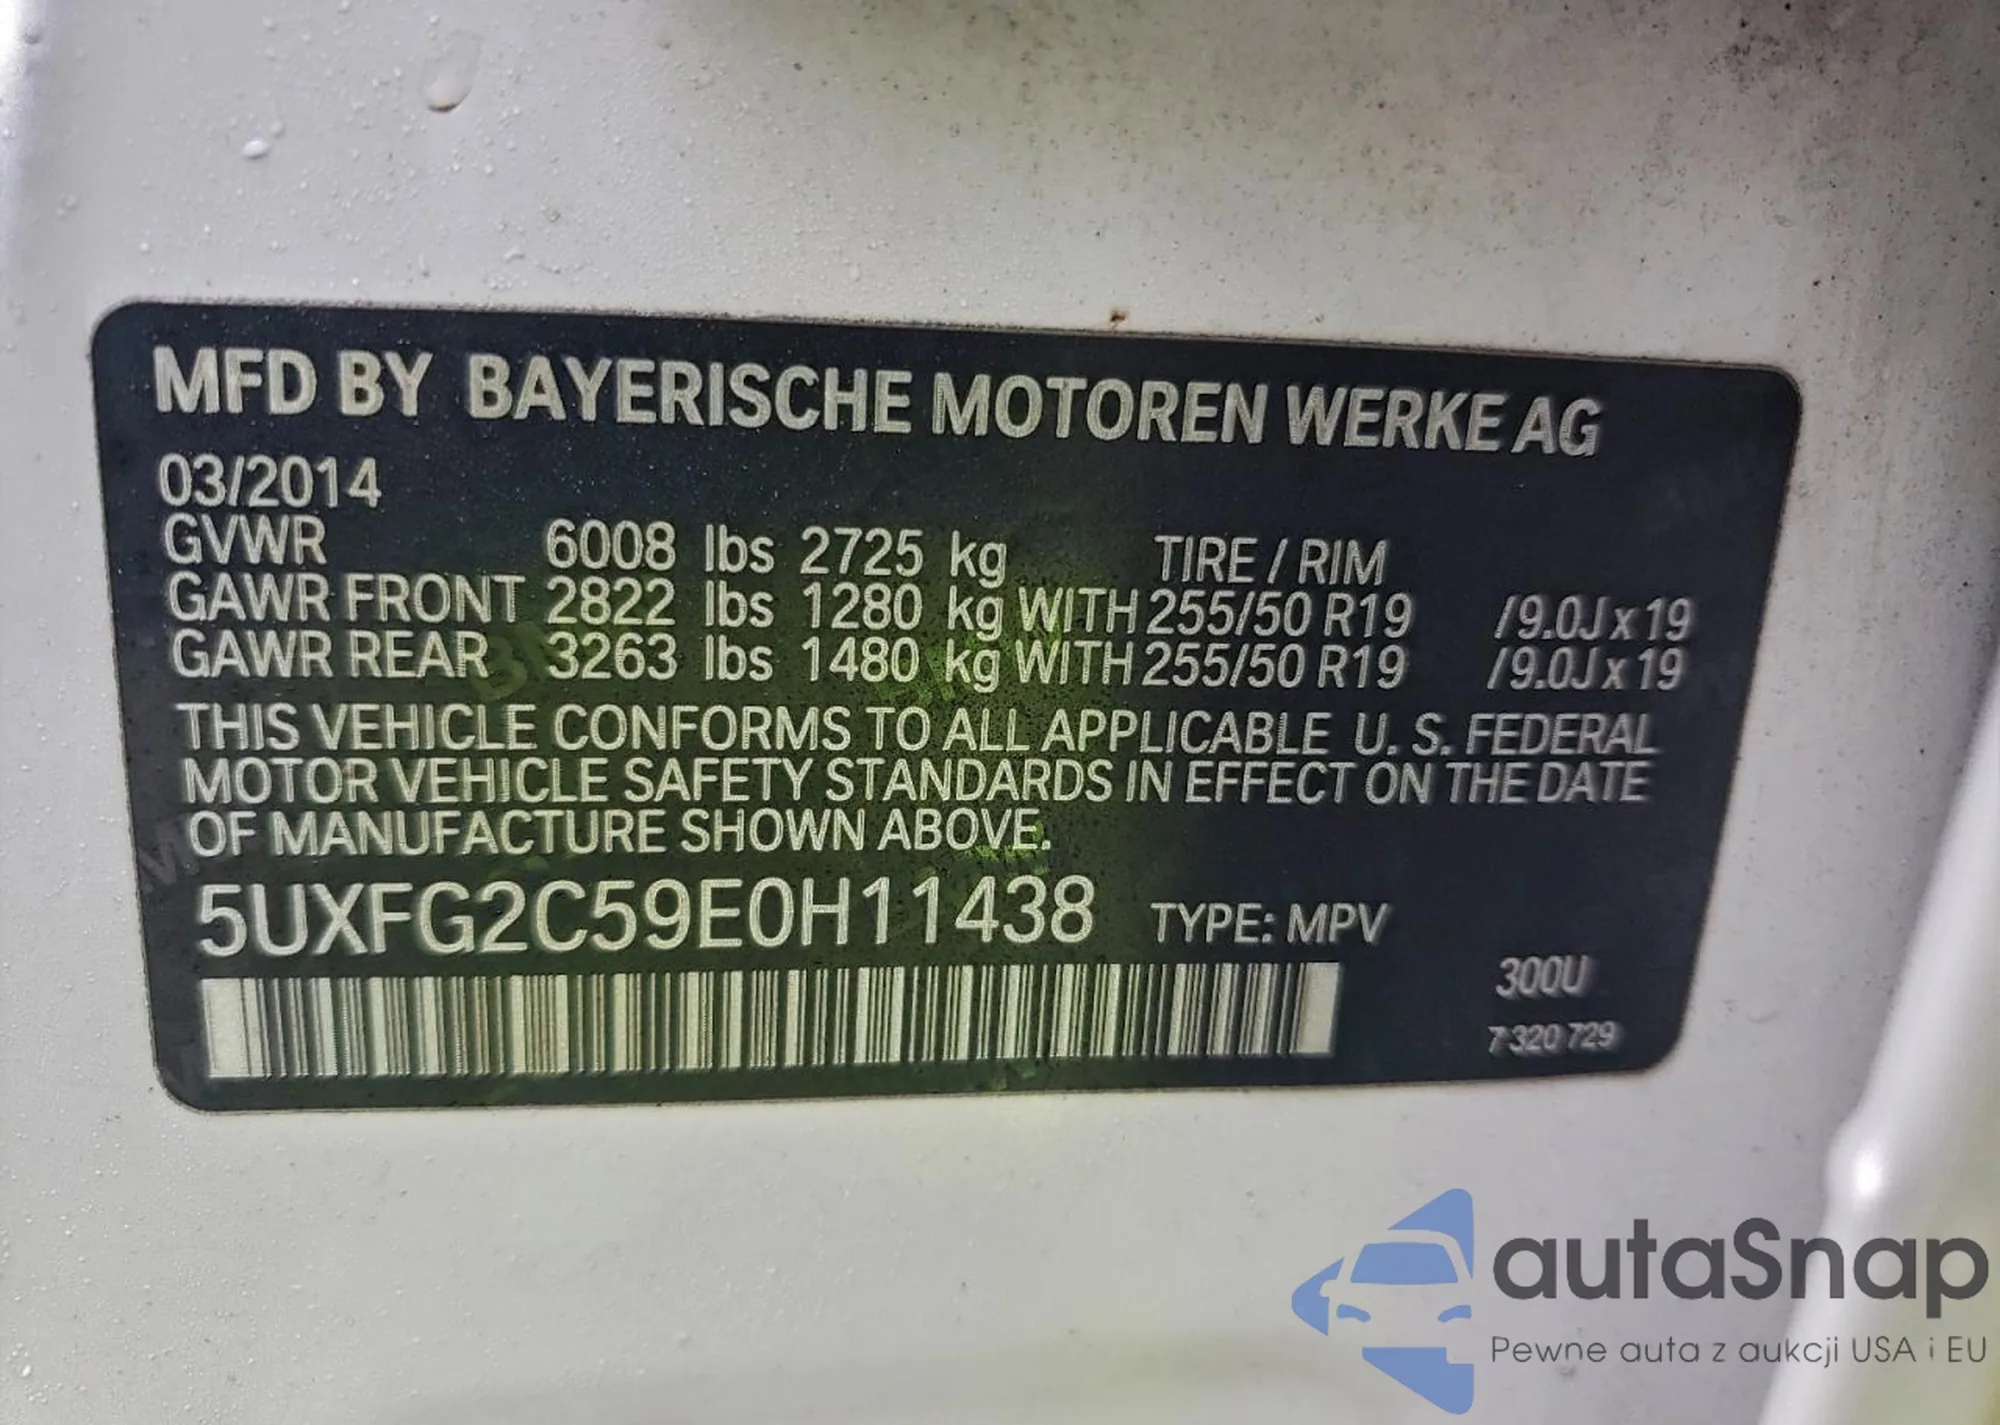 MFD BY BAYERISCHE MOTOREN WERKE AG
03/2014
GVWR 6008 lbs 2725 kg TIRE / RIM
GAWR FRONT 2822 lbs 1280 kg WITH 255/50 R19 /9.0J x 19
GAWR REAR 3263 lbs 1480 kg WITH 255/50 R19 /9.0J x 19
THIS VEHICLE CONFORMS TO ALL APPLICABLE U. S. FEDERAL
MOTOR VEHICLE SAFETY STANDARDS IN EFFECT ON THE DATE
OF MANUFACTURE SHOWN ABOVE.
5UXFG2C59E0H11438 TYPE: MPV
300U
7 320 729
autaSnap
Pewne auta z aukcji USA i EU